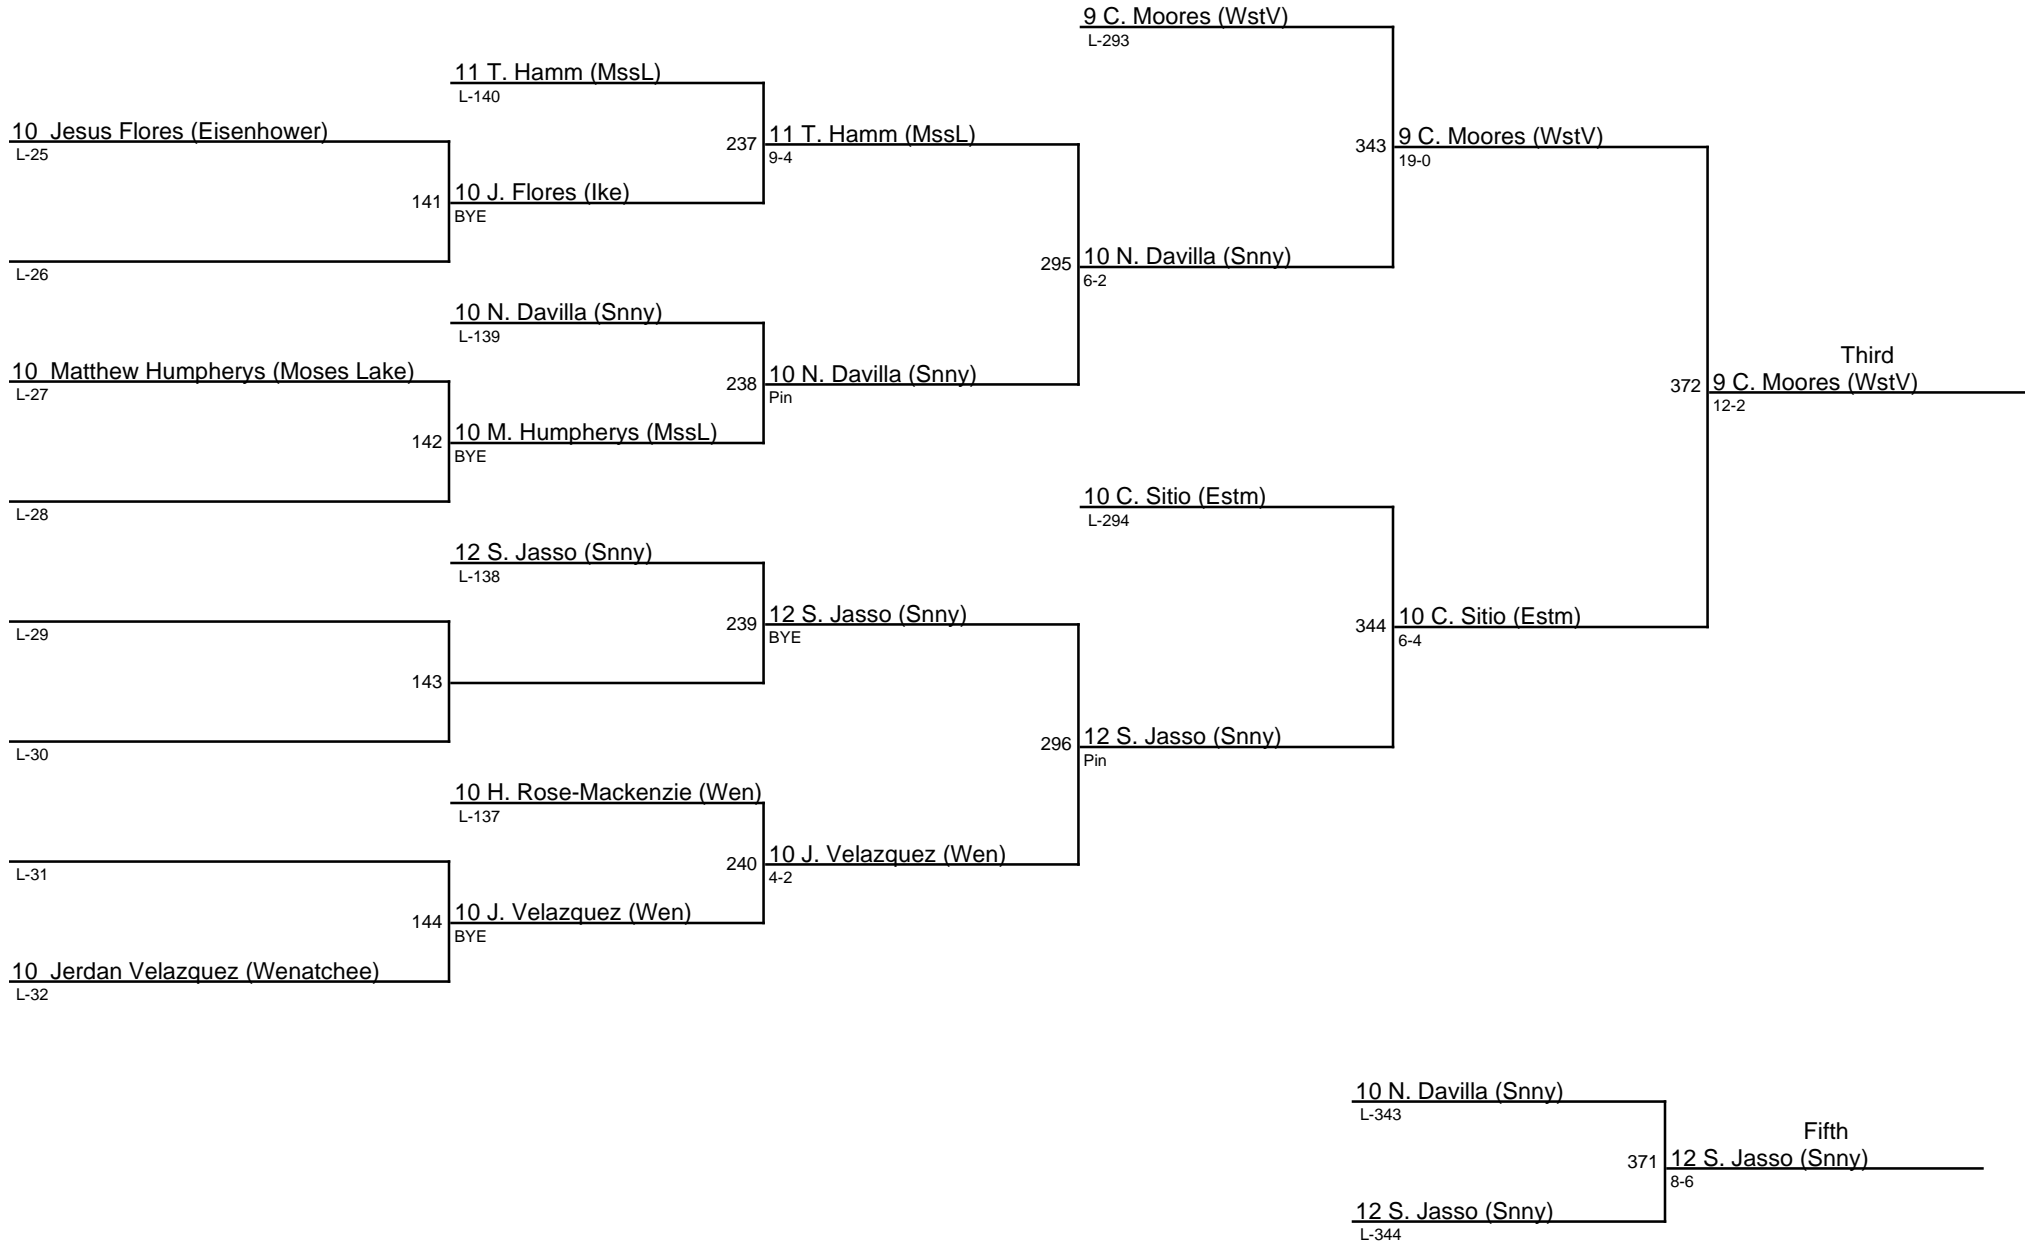 9 C. Moores (WstV)
L-293
11 T. Hamm (MssL)
L-140
10 Jesus Flores (Eisenhower)
L-25
237
11 T. Hamm (MssL)
9-4
343
9 C. Moores (WstV)
19-0
141
10 J. Flores (Ike)
BYE
L-26
295
10 N. Davilla (Snny)
6-2
10 N. Davilla (Snny)
L-139
10 Matthew Humpherys (Moses Lake)
L-27
238
10 N. Davilla (Snny)
Pin
Third
372
9 C. Moores (WstV)
12-2
142
10 M. Humpherys (MssL)
BYE
L-28
10 C. Sitio (Estm)
L-294
12 S. Jasso (Snny)
L-138
L-29
239
12 S. Jasso (Snny)
BYE
344
10 C. Sitio (Estm)
6-4
143
L-30
296
12 S. Jasso (Snny)
Pin
10 H. Rose-Mackenzie (Wen)
L-137
L-31
240
10 J. Velazquez (Wen)
4-2
144
10 J. Velazquez (Wen)
BYE
10 Jerdan Velazquez (Wenatchee)
L-32
10 N. Davilla (Snny)
L-343
Fifth
371
12 S. Jasso (Snny)
8-6
12 S. Jasso (Snny)
L-344